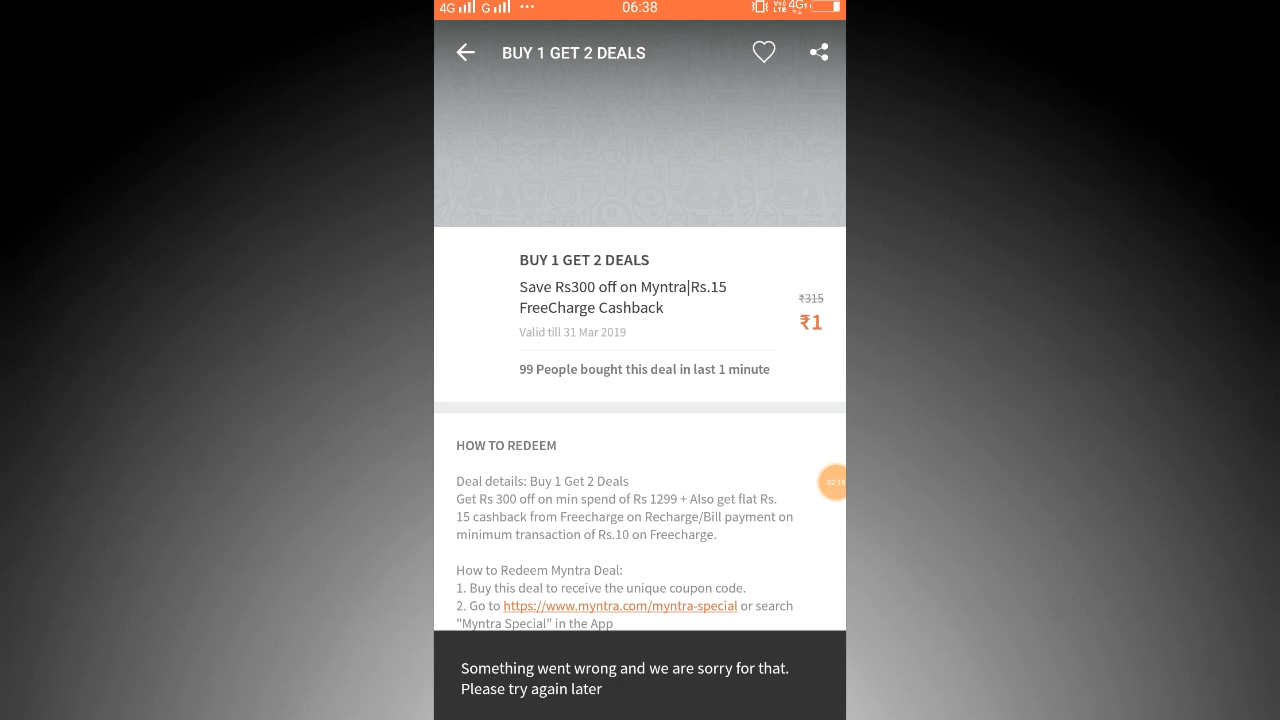 4G G ... 06:38 VoD LTE 4G1
BUY 1 GET 2 DEALS
BUY 1 GET 2 DEALS
Save Rs300 off on Myntra|Rs.15
FreeCharge Cashback
₹315
₹1
Valid till 31 Mar 2019
99 People bought this deal in last 1 minute
HOW TO REDEEM
Deal details: Buy 1 Get 2 Deals
Get Rs 300 off on min spend of Rs 1299 + Also get flat Rs.
15 cashback from Freecharge on Recharge/Bill payment on
minimum transaction of Rs.10 on Freecharge.
02:18
How to Redeem Myntra Deal:
1. Buy this deal to receive the unique coupon code.
2. Go to https://www.myntra.com/myntra-special or search
"Myntra Special" in the App
Something went wrong and we are sorry for that.
Please try again later